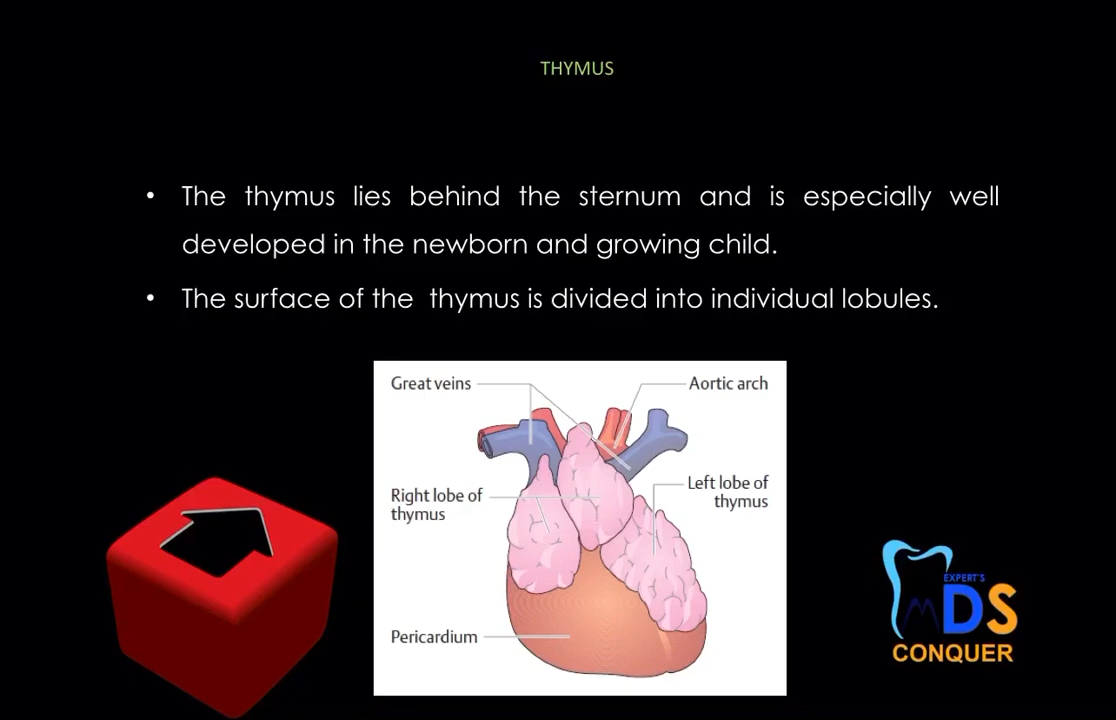 THYMUS
• The thymus lies behind the sternum and is especially well
developed in the newborn and growing child.
• The surface of the thymus is divided into individual lobules.
Great veins
Aortic arch
Right lobe of
thymus
Left lobe of
thymus
Pericardium
EXPERT'S
MDS
CONQUER